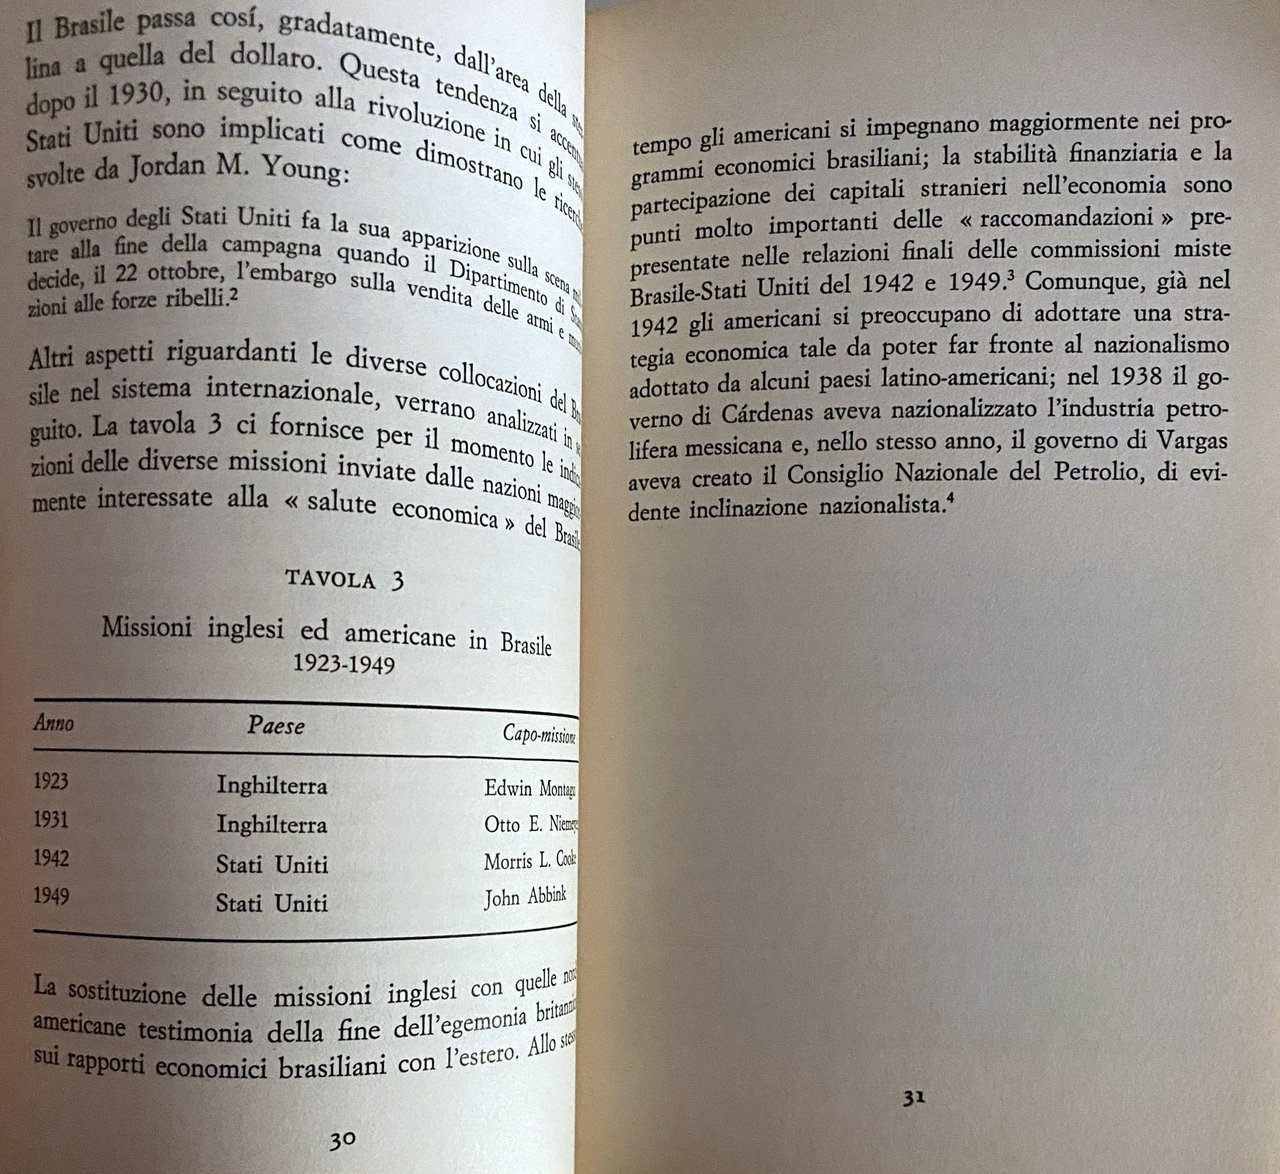 Il Brasile passa cosí, gradatamente, dall'area della
lina a quella del dollaro. Questa tendenza si
dopo il 1930, in seguito alla rivoluzione in cui gli
Stati Uniti sono implicati come dimostrano le
svolte da Jordan M. Young:
Il governo degli Stati Uniti fa la sua apparizione sulla scena
tare alla fine della campagna quando il Dipartimento di
decide, il 22 ottobre, l'embargo sulla vendita delle armi e
zioni alle forze ribelli.²
Altri aspetti riguardanti le diverse collocazioni del
sile nel sistema internazionale, verrano analizzati in
guito. La tavola 3 ci fornisce per il momento le
zioni delle diverse missioni inviate dalle nazioni
mente interessate alla « salute economica » del Brasile
TAVOLA 3
Missioni inglesi ed americane in Brasile
1923-1949
Anno Paese Capo-missione
1923 Inghilterra Edwin Montagu
1931 Inghilterra Otto E.
1942 Stati Uniti Morris L. Cooke
1949 Stati Uniti John Abbink
La sostituzione delle missioni inglesi con quelle
americane testimonia della fine dell'egemonia
sui rapporti economici brasiliani con l'estero. Allo
30
tempo gli americani si impegnano maggiormente nei pro-
grammi economici brasiliani; la stabilità finanziaria e la
partecipazione dei capitali stranieri nell'economia sono
punti molto importanti delle « raccomandazioni » pre-
presentate nelle relazioni finali delle commissioni miste
Brasile-Stati Uniti del 1942 e 1949.³ Comunque, già nel
1942 gli americani si preoccupano di adottare una stra-
tegia economica tale da poter far fronte al nazionalismo
adottato da alcuni paesi latino-americani; nel 1938 il go-
verno di Cárdenas aveva nazionalizzato l'industria petro-
lifera messicana e, nello stesso anno, il governo di Vargas
aveva creato il Consiglio Nazionale del Petrolio, di evi-
dente inclinazione nazionalista.⁴
31